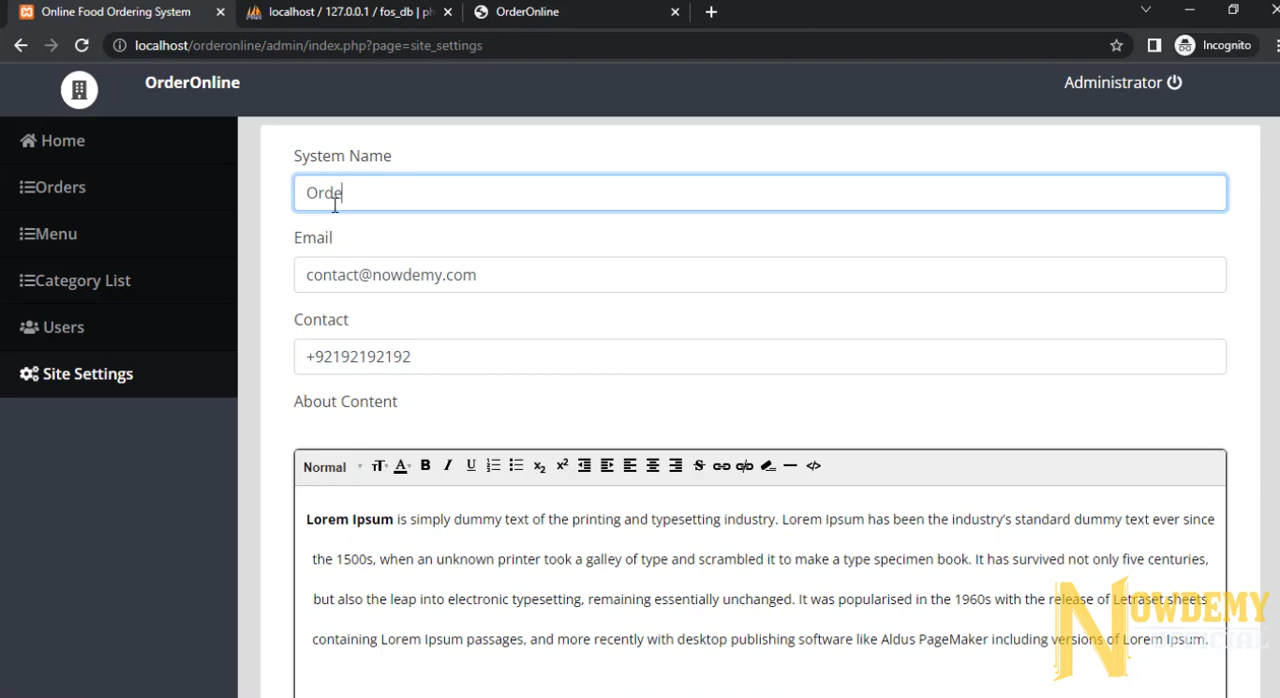 Online Food Ordering System
localhost / 127.0.0.1 / fos_db | ph
OrderOnline
localhost/orderonline/admin/index.php?page=site_settings
Incognito
OrderOnline
Administrator
Home
Orders
Menu
Category List
Users
Site Settings
System Name
Orde
Email
contact@nowdemy.com
Contact
+92192192192
About Content
Normal
Lorem Ipsum is simply dummy text of the printing and typesetting industry. Lorem Ipsum has been the industry's standard dummy text ever since
the 1500s, when an unknown printer took a galley of type and scrambled it to make a type specimen book. It has survived not only five centuries,
but also the leap into electronic typesetting, remaining essentially unchanged. It was popularised in the 1960s with the release of Letraset sheets
containing Lorem Ipsum passages, and more recently with desktop publishing software like Aldus PageMaker including versions of Lorem Ipsum.
NOWDEMY
OFFICIAL